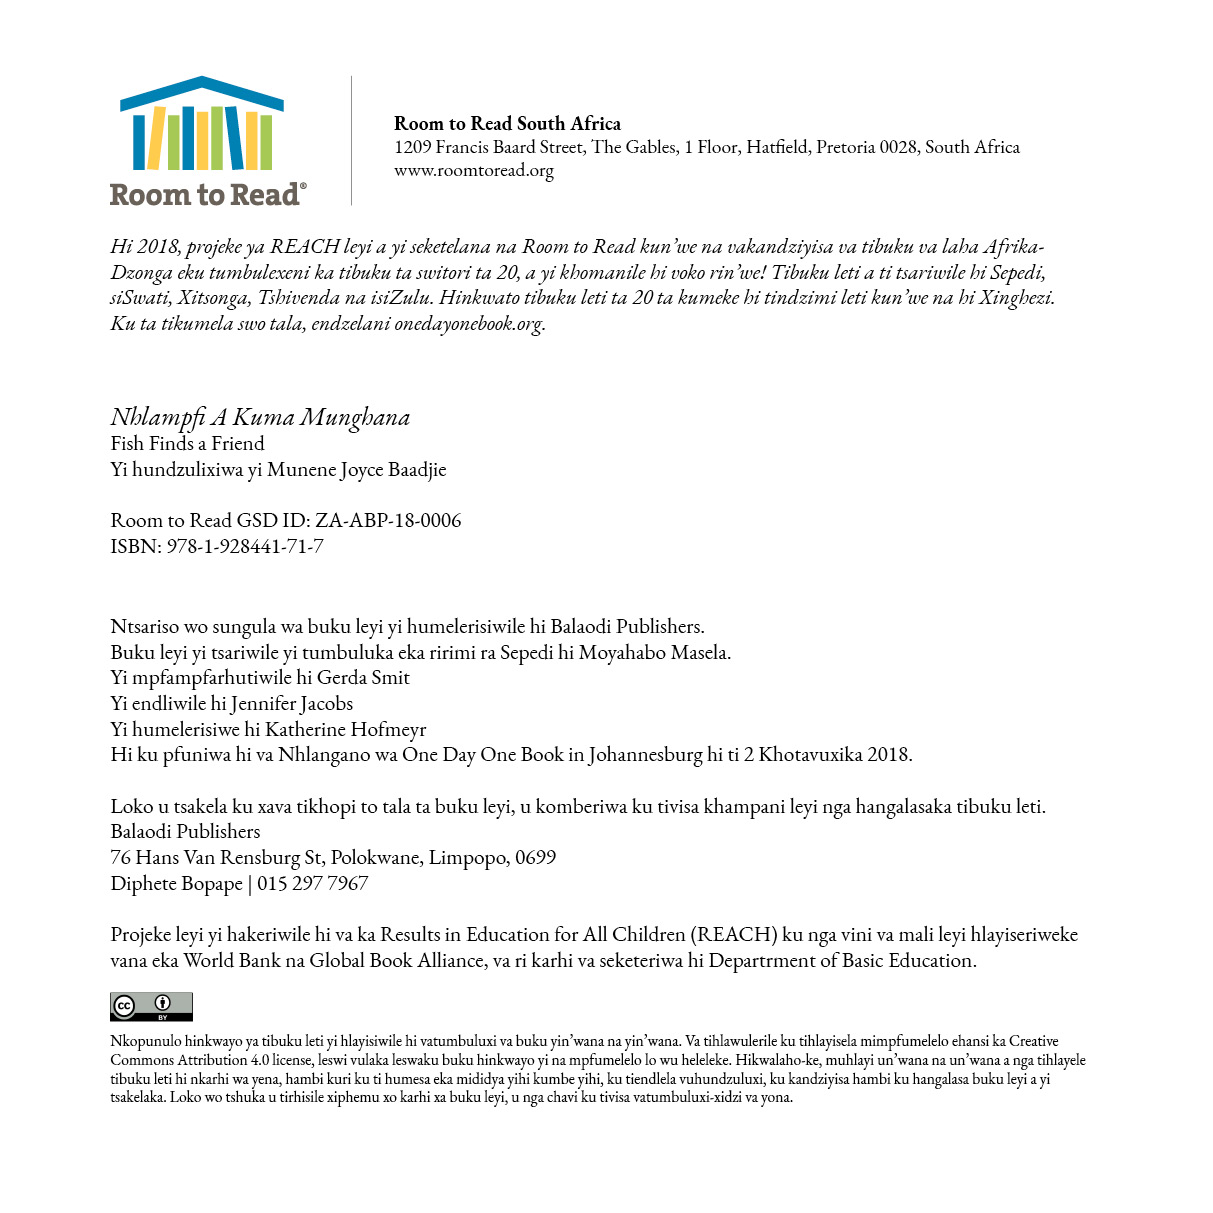 Room to Read®
Room to Read South Africa
1209 Francis Baard Street, The Gables, 1 Floor, Hatfield, Pretoria 0028, South Africa
www.roomtoread.org
Hi 2018, projeke ya REACH leyi a yi seketelana na Room to Read kun’we na vakandziyisa va tibuku va laha Afrika-
Dzonga eku tumbulexeni ka tibuku ta switori ta 20, a yi khomanile hi voko rin’we! Tibuku leti a ti tsariwile hi Sepedi,
siSwati, Xitsonga, Tshivenda na isiZulu. Hinkwato tibuku leti ta 20 ta kumeke hi tindzimi leti kun’we na hi Xinghezi.
Ku ta tikumela swo tala, endzelani onedayonebook.org.
Nhlampfi A Kuma Munghana
Fish Finds a Friend
Yi hundzulixiwa yi Munene Joyce Baadjie
Room to Read GSD ID: ZA-ABP-18-0006
ISBN: 978-1-928441-71-7
Ntsariso wo sungula wa buku leyi yi humelerisiwile hi Balaodi Publishers.
Buku leyi yi tsariwile yi tumbuluka eka ririmi ra Sepedi hi Moyahabo Masela.
Yi mpfampfarhutiwile hi Gerda Smit
Yi endliwile hi Jennifer Jacobs
Yi humelerisiwe hi Katherine Hofmeyr
Hi ku pfuniwa hi va Nhlangano wa One Day One Book in Johannesburg hi ti 2 Khotavuxika 2018.
Loko u tsakela ku xava tikhopi to tala ta buku leyi, u komberiwa ku tivisa khampani leyi nga hangalasaka tibuku leti.
Balaodi Publishers
76 Hans Van Rensburg St, Polokwane, Limpopo, 0699
Diphete Bopape | 015 297 7967
Projeke leyi yi hakeriwile hi va ka Results in Education for All Children (REACH) ku nga vini va mali leyi hlayiseriweke
vana eka World Bank na Global Book Alliance, va ri karhi va seketeriwa hi Departrment of Basic Education.
cc BY
Nkopunulo hinkwayo ya tibuku leti yi hlayisiwile hi vatumbuluxi va buku yin’wana na yin’wana. Va tihlawulerile ku tihlayisela mimpfumelelo ehansi ka Creative
Commons Attribution 4.0 license, leswi vulaka leswaku buku hinkwayo yi na mpfumelelo lo wu heleleke. Hikwalaho-ke, muhlayi un’wana na un’wana a nga tihlayele
tibuku leti hi nkarhi wa yena, hambi kuri ku ti humesa eka mididya yihi kumbe yihi, ku tiendlela vuhundzuluxi, ku kandziyisa hambi ku hangalasa buku leyi a yi
tsakelaka. Loko wo tshuka u tirhisile xiphemu xo karhi xa buku leyi, u nga chavi ku tivisa vatumbuluxi-xidzi va yona.